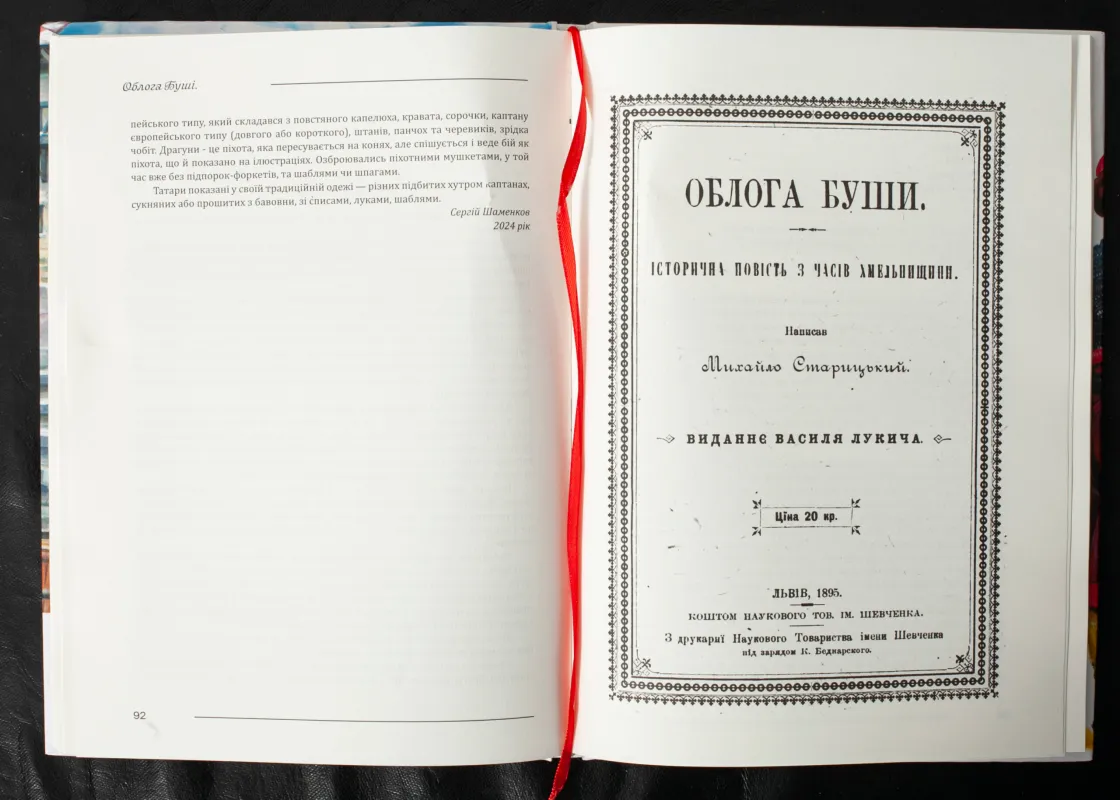 Облога Буші.
пейського типу, який складався з повстяного капелюха, кравата, сорочки, каптану
європейського типу (довгого або короткого), штанів, панчох та черевиків, зрідка
чобіт. Драгуни - це піхота, яка пересувається на конях, але спішується і веде бій як
піхота, що й показано на ілюстраціях. Озброювались піхотними мушкетами, у той
час вже без підпорок-форкетів, та шаблями чи шпагами.
Татари показані у своїй традиційній одежі — різних підбитих хутром каптанах,
сукняних або прошитих з бавовни, зі списами, луками, шаблями.
Сергій Шаменков
2024 рік
92
ОБЛОГА БУШИ.
ІСТОРИЧНА ПОВІСТЬ З ЧАСІВ ХМЕЛЬНИЩИНИ.
Написав
Михайло Старицький.
ВИДАННЄ ВАСИЛЯ ЛУКИЧА.
Ціна 20 кр.
ЛЬВІВ, 1895.
КОШТОМ НАУКОВОГО ТОВ. ІМ. ШЕВЧЕНКА.
З друкарнї Наукового Товариства імени Шевченка
під зарядом К. Беднарского.